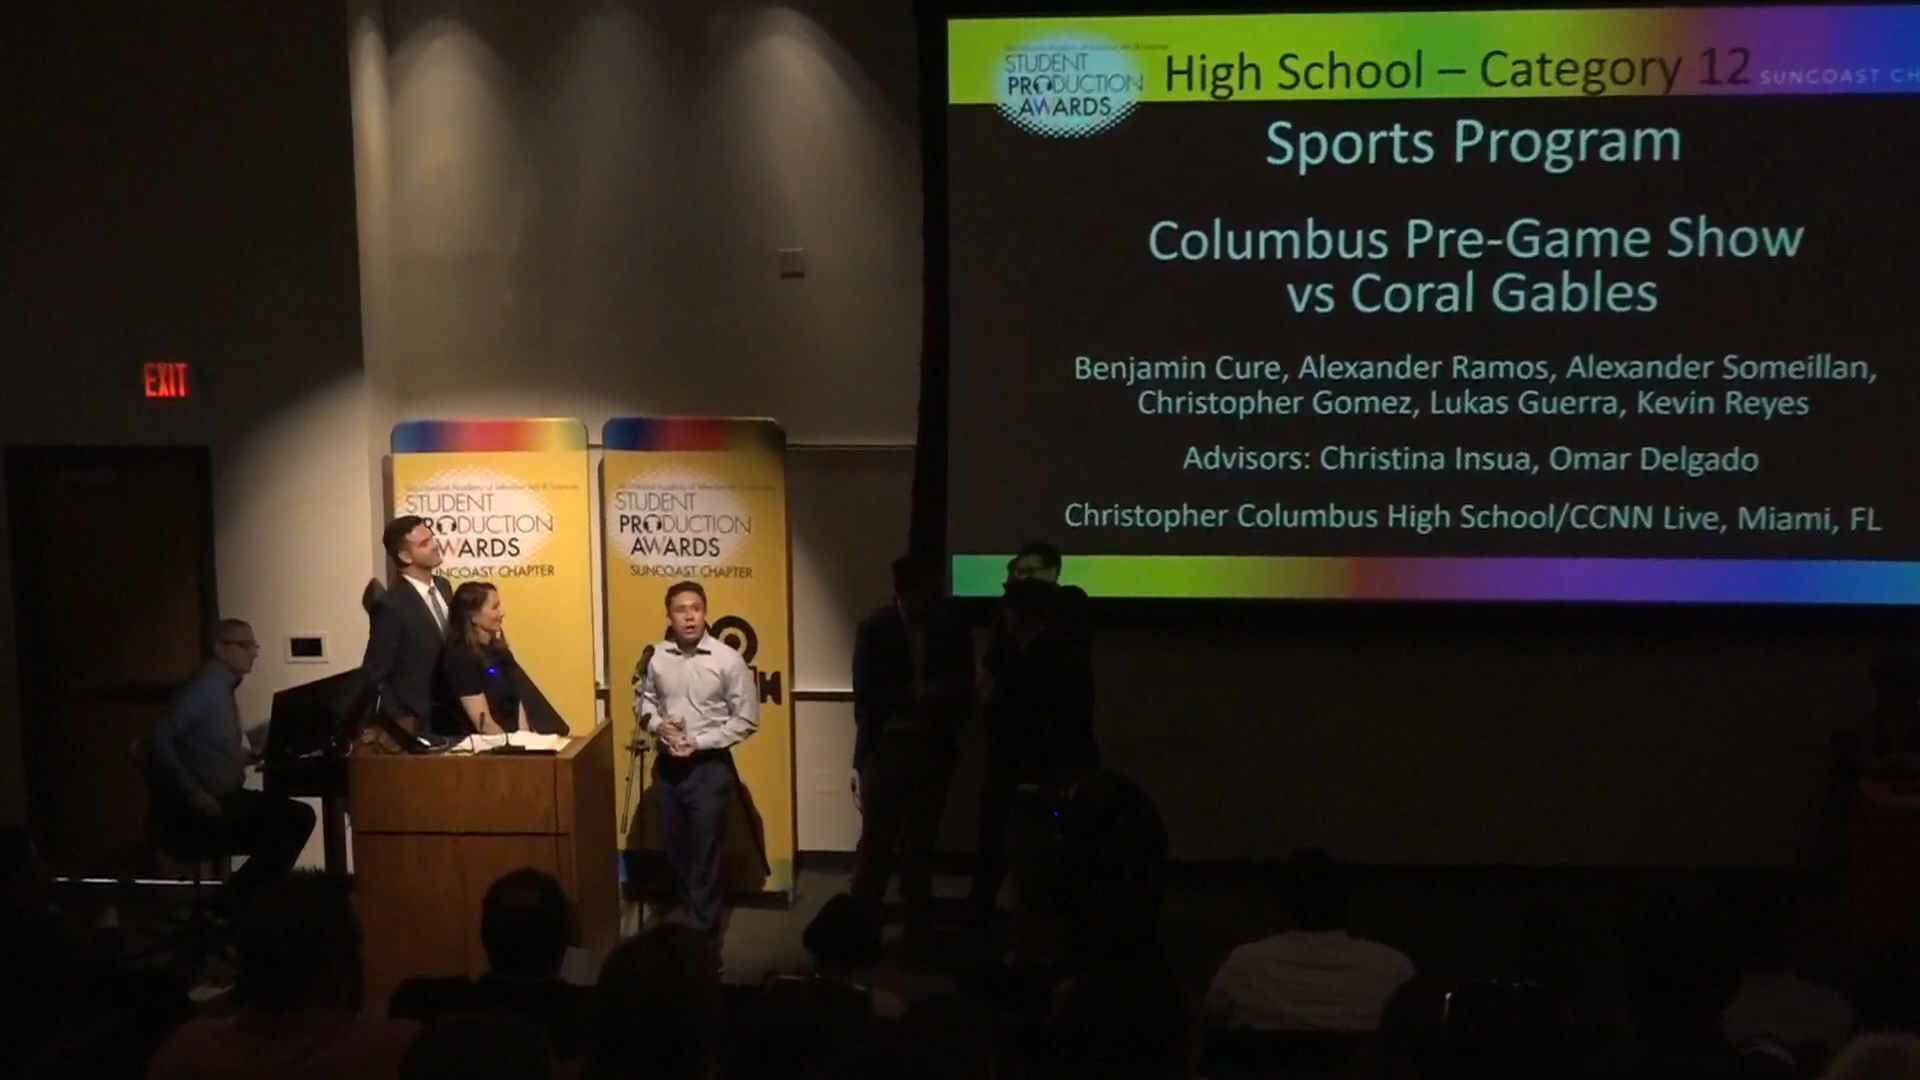 STUDENT
PRODUCTION
AWARDS
High School – Category 12
SUNCOAST CH
Sports Program
Columbus Pre-Game Show
vs Coral Gables
Benjamin Cure, Alexander Ramos, Alexander Someillan,
Christopher Gomez, Lukas Guerra, Kevin Reyes
Advisors: Christina Insua, Omar Delgado
Christopher Columbus High School/CCNN Live, Miami, FL
EXIT
STUDENT
PRODUCTION
AWARDS
SUNCOAST CHAPTER
STUDENT
PRODUCTION
AWARDS
SUNCOAST CHAPTER